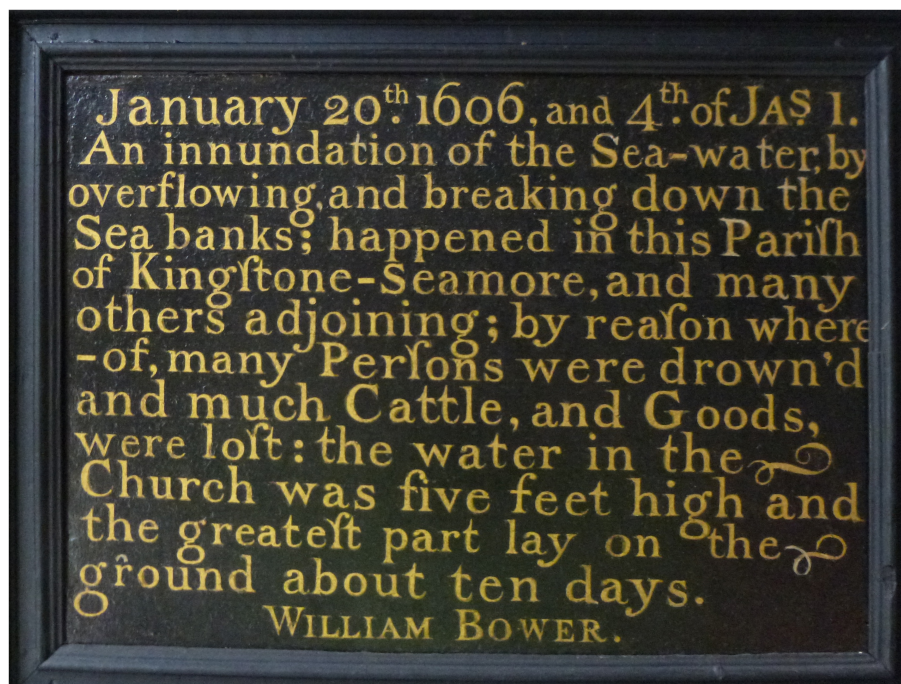 January 20th. 1606, and 4th. of JAS. I.
An innundation of the Sea-water, by
overflowing, and breaking down the
Sea banks; happened in this Pariſh
of Kingſtone-Seamore, and many
others adjoining; by reaſon where
-of, many Perſons were drown'd
and much Cattle, and Goods,
were loſt: the water in the
Church was five feet high and
the greateſt part lay on the
ground about ten days.
WILLIAM BOWER.